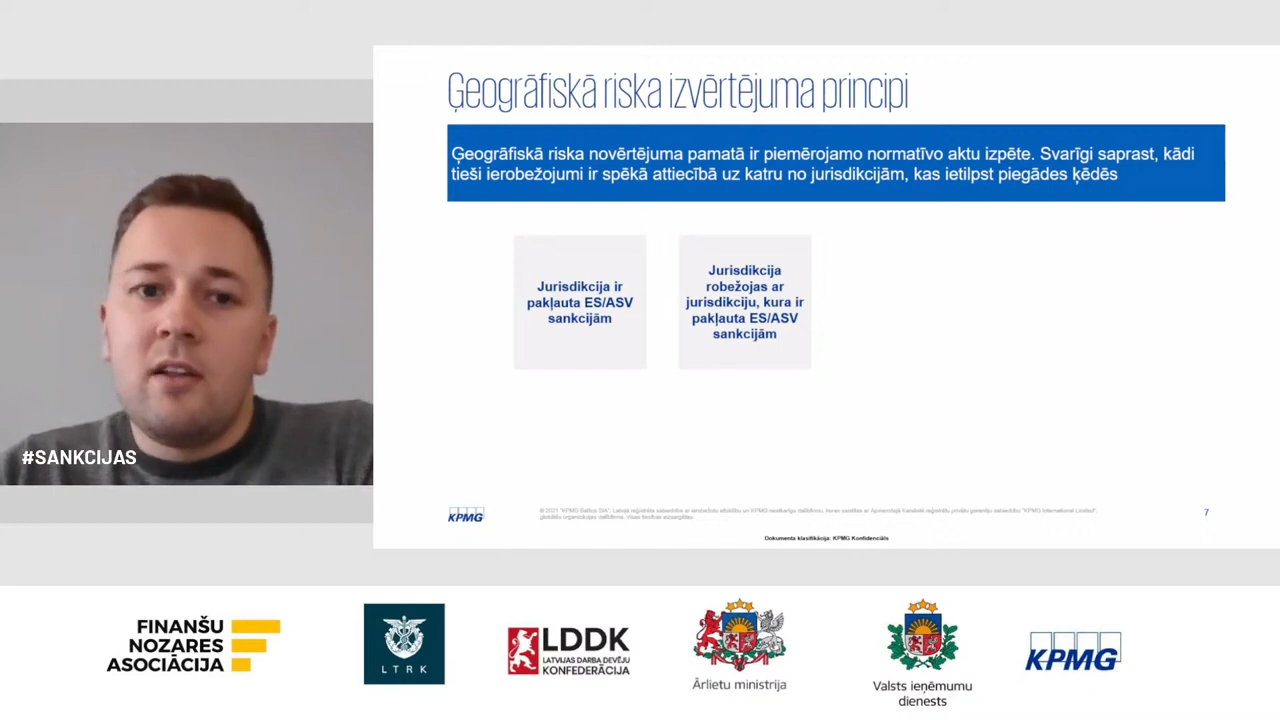 Ģeogrāfiskā riska izvērtējuma principi
Ģeogrāfiskā riska novērtējuma pamatā ir piemērojamo normatīvo aktu izpēte. Svarīgi saprast, kādi
tieši ierobežojumi ir spēkā attiecībā uz katru no jurisdikcijām, kas ietilpst piegādes ķēdēs
Jurisdikcija ir
pakļauta ES/ASV
sankcijām
Jurisdikcija
robežojas ar
jurisdikciju, kura ir
pakļauta ES/ASV
sankcijām
#SANKCIJAS
KPMG
7
Dokumenta klasifikācija: KPMG Konfidenciāls
FINANŠU
NOZARES
ASOCIĀCIJA
LTRK
LDDK
LATVIJAS DARBA DEVĒJU
KONFEDERĀCIJA
Ārlietu ministrija
Valsts ieņēmumu
dienests
KPMG